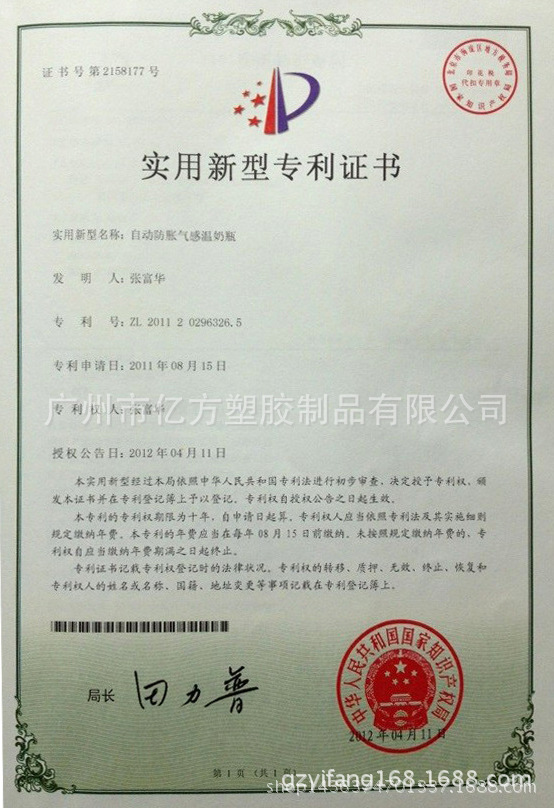 证书号第2158177号
实用新型专利证书
实用新型名称：自动防胀气感温奶瓶
发明人：张富华
专利号：ZL 2011 2 0296326.5
专利申请日：2011年08月15日
专利权人：张富华
广州市亿方塑胶制品有限公司
授权公告日：2012年04月11日
本实用新型经过本局依照中华人民共和国专利法进行初步审查，决定授予专利权，颁
发本证书并在专利登记簿上予以登记。专利权自授权公告之日起生效。
本专利的专利权期限为十年，自申请日起算。专利权人应当依照专利法及其实施细则
规定缴纳年费。本专利的年费应当在每年08月15日前缴纳。未按照规定缴纳年费的，专
利权自应当缴纳年费期满之日起终止。
专利证书记载专利权登记时的法律状况。专利权的转移、质押、无效、终止、恢复和
专利权人的姓名或名称、国籍、地址变更等事项记载在专利登记簿上。
局长
田力普
中华人民共和国国家知识产权局
2012年04月11日
第1页（共1页）
gzyifang168.1688.com
印花税
代扣专用章